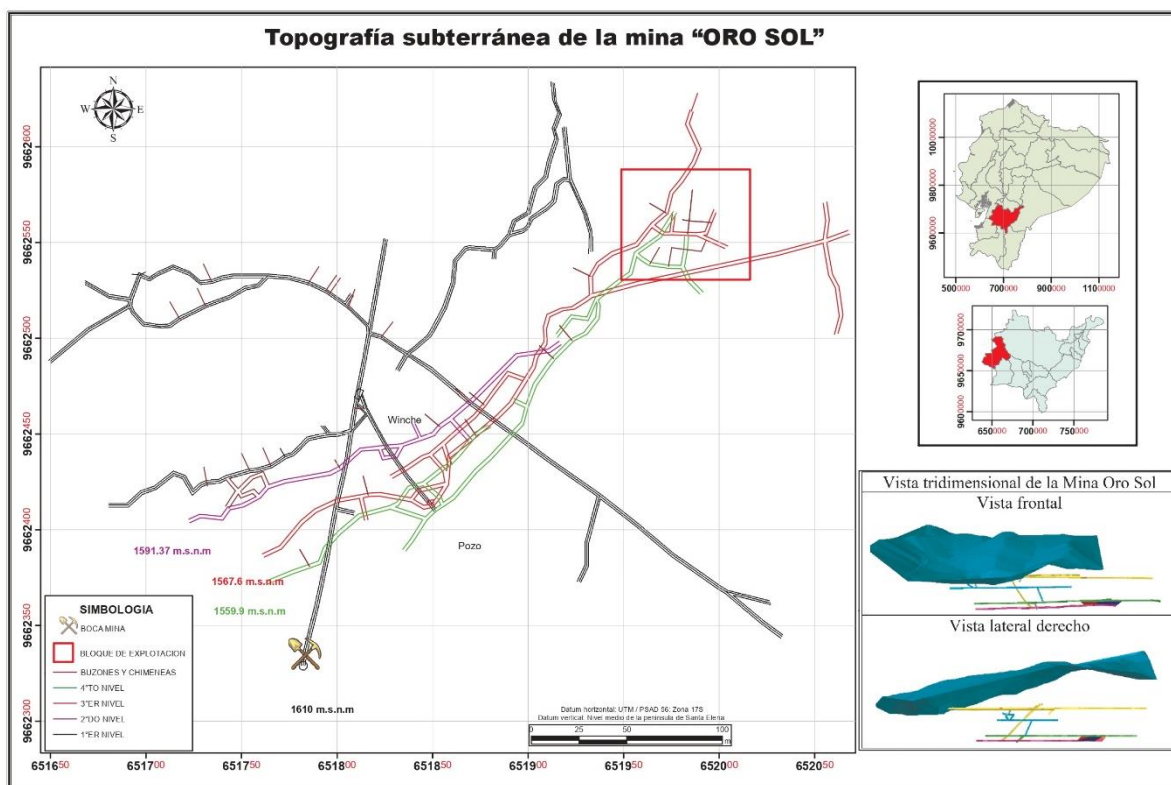 Topografía subterránea de la mina “ORO SOL”
N
W
E
S
9662600
9662550
9662500
9662450
9662400
9662350
9662300
651650
651700
651750
651800
651850
651900
651950
652000
652050
Winche
Pozo
1591.37 m.s.n.m
1567.6 m.s.n.m
1559.9 m.s.n.m
1610 m.s.n.m
SIMBOLOGIA
BOCAMINA
BLOQUE DE EXPLOTACION
BUZONES Y CHIMENEAS
4°TO NIVEL
3°ER NIVEL
2°DO NIVEL
1°ER NIVEL
Datum horizontal: UTM / PSAD 56: Zona 17S
Datum vertical: Nivel medio de la peninsula de Santa Elena
0 25 50 100
m
10000000
9800000
9600000
500000
700000
900000
1100000
9700000
9650000
9600000
650000
700000
750000
Vista tridimensional de la Mina Oro Sol
Vista frontal
Vista lateral derecho